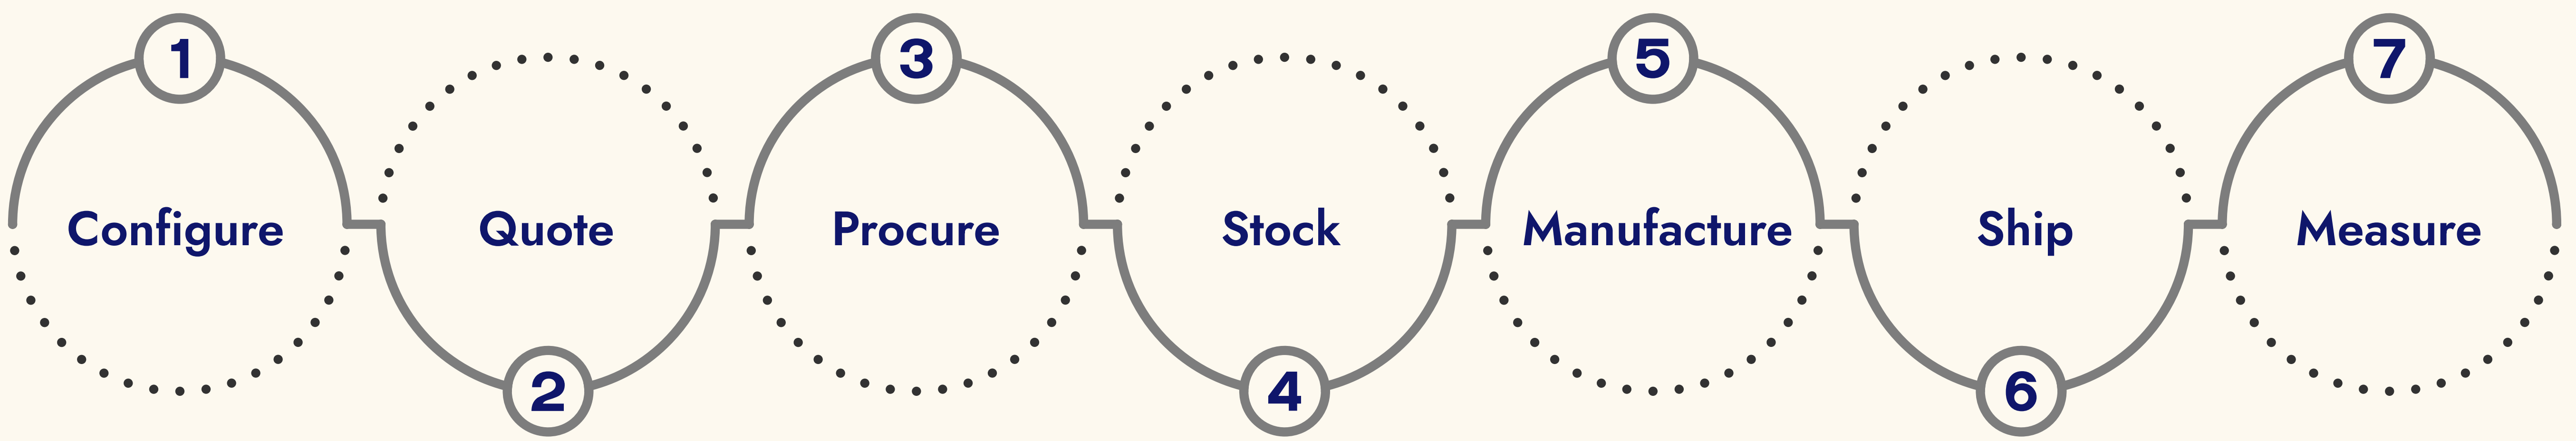 1
Configure
2
Quote
3
Procure
4
Stock
5
Manufacture
6
Ship
7
Measure